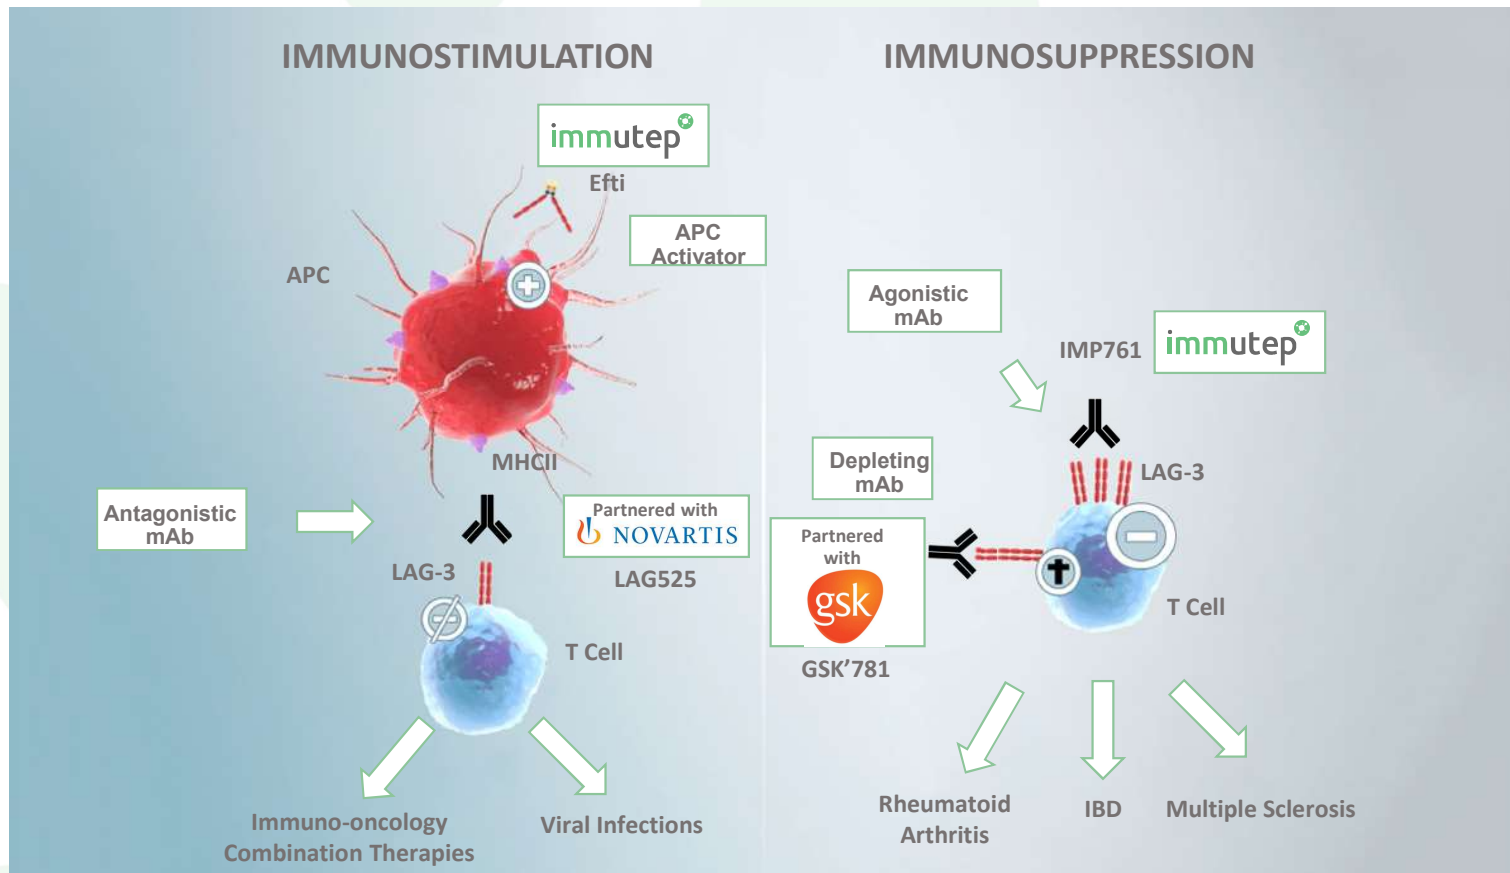 IMMUNOSTIMULATION
immutep
Efti
APC
Activator
APC
MHCII
Antagonistic
mAb
Partnered with
NOVARTIS
LAG525
LAG-3
T Cell
Immuno-oncology
Combination Therapies
Viral Infections
IMMUNOSUPPRESSION
Agonistic
mAb
IMP761
immutep
LAG-3
Depleting
mAb
Partnered
with
gsk
GSK’781
T Cell
Rheumatoid
Arthritis
IBD
Multiple Sclerosis